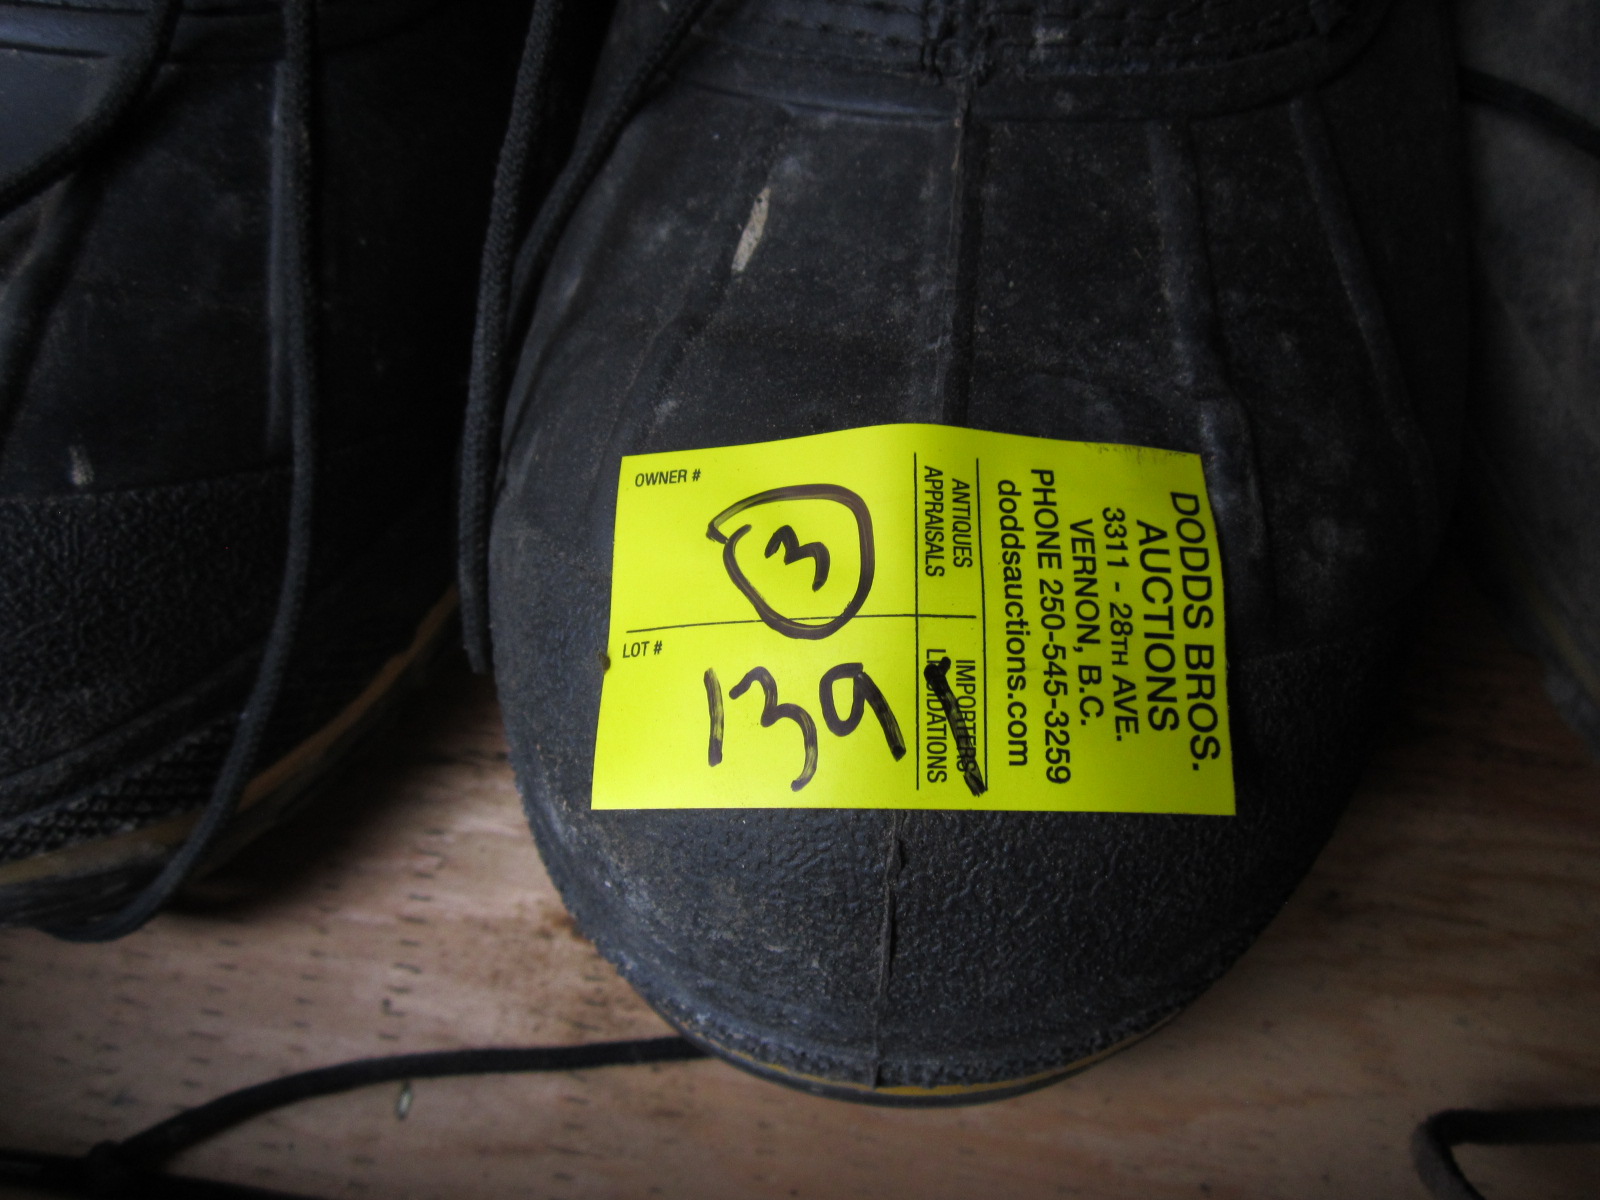 DODDS BROS.
AUCTIONS
3311 - 28TH AVE.
VERNON, B.C.
PHONE 250-545-3259
doddsauctions.com
ANTIQUES
APPRAISALS
IMPORTERS
LIQUIDATIONS
OWNER #
3
LOT #
139